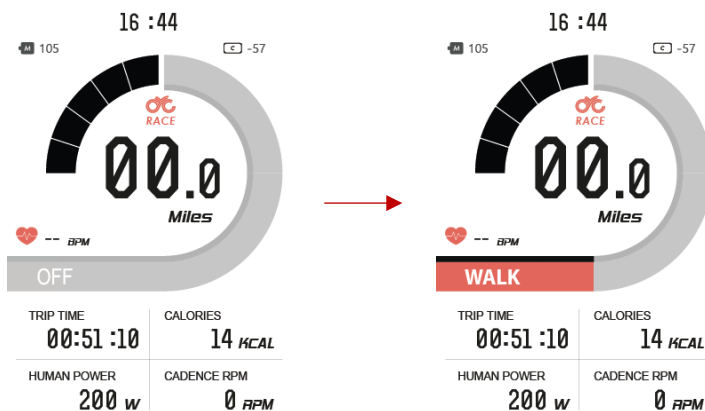 16 :44
M 105
C -57
RACE
00.0
Miles
-- BPM
OFF
TRIP TIME
CALORIES
00:51 :10
14 KCAL
HUMAN POWER
CADENCE RPM
200 W
0 RPM
16 :44
M 105
C -57
RACE
00.0
Miles
-- BPM
WALK
TRIP TIME
CALORIES
00:51 :10
14 KCAL
HUMAN POWER
CADENCE RPM
200 W
0 RPM